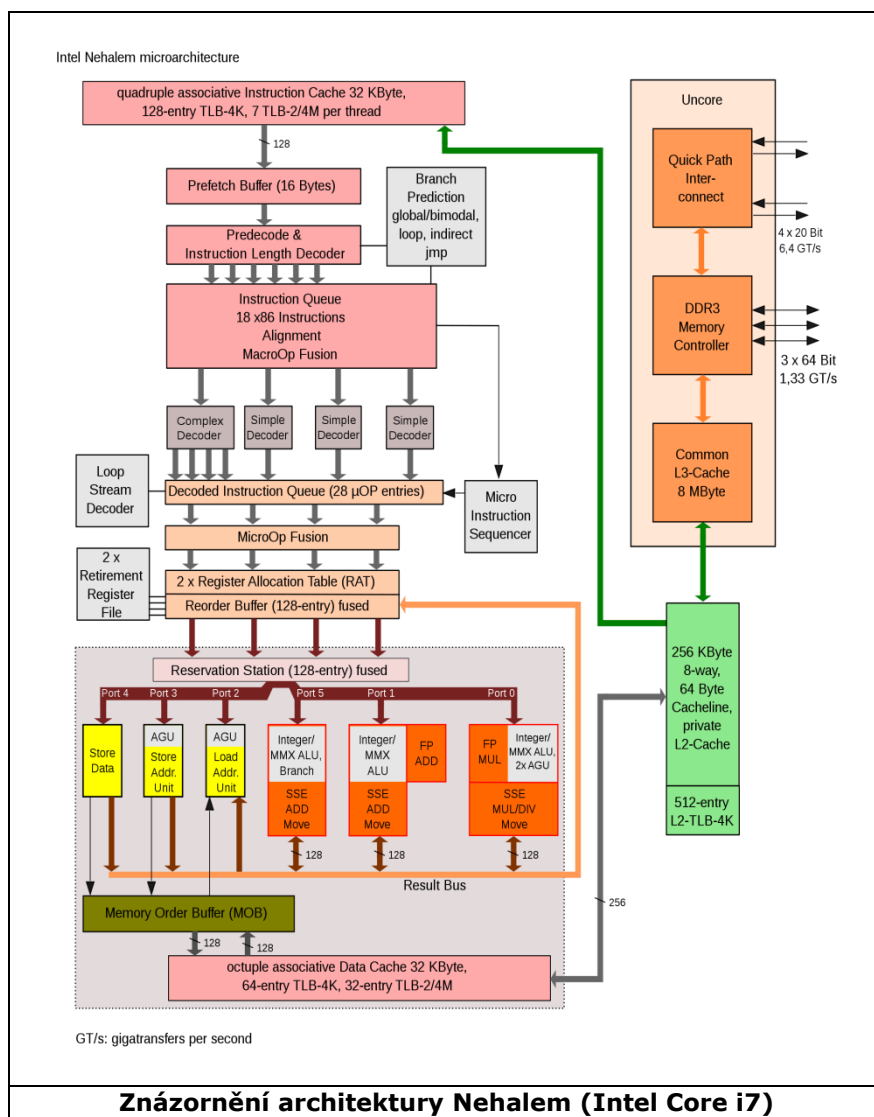 Intel Nehalem microarchitecture
quadruple associative Instruction Cache 32 KByte,
128-entry TLB-4K, 7 TLB-2/4M per thread
128
Prefetch Buffer (16 Bytes)
Predecode &
Instruction Length Decoder
Branch
Prediction
global/bimodal,
loop, indirect
jmp
Instruction Queue
18 x86 Instructions
Alignment
MacroOp Fusion
Complex
Decoder
Simple
Decoder
Simple
Decoder
Simple
Decoder
Loop
Stream
Decoder
Decoded Instruction Queue (28 µOP entries)
Micro
Instruction
Sequencer
MicroOp Fusion
2 x
Retirement
Register
File
2 x Register Allocation Table (RAT)
Reorder Buffer (128-entry) fused
Reservation Station (128-entry) fused
Port 4
Port 3
Port 2
Port 5
Port 1
Port 0
Store
Data
AGU
Store
Addr.
Unit
AGU
Load
Addr.
Unit
Integer/
MMX ALU,
Branch
SSE
ADD
Move
Integer/
MMX
ALU
FP
ADD
SSE
ADD
Move
FP
MUL
Integer/
MMX ALU,
2x AGU
SSE
MUL/DIV
Move
128
128
128
Result Bus
Memory Order Buffer (MOB)
128
128
octuple associative Data Cache 32 KByte,
64-entry TLB-4K, 32-entry TLB-2/4M
256
Uncore
Quick Path
Inter-
connect
4 x 20 Bit
6,4 GT/s
DDR3
Memory
Controller
3 x 64 Bit
1,33 GT/s
Common
L3-Cache
8 MByte
256 KByte
8-way,
64 Byte
Cacheline,
private
L2-Cache
512-entry
L2-TLB-4K
GT/s: gigatransfers per second
Znázornění architektury Nehalem (Intel Core i7)